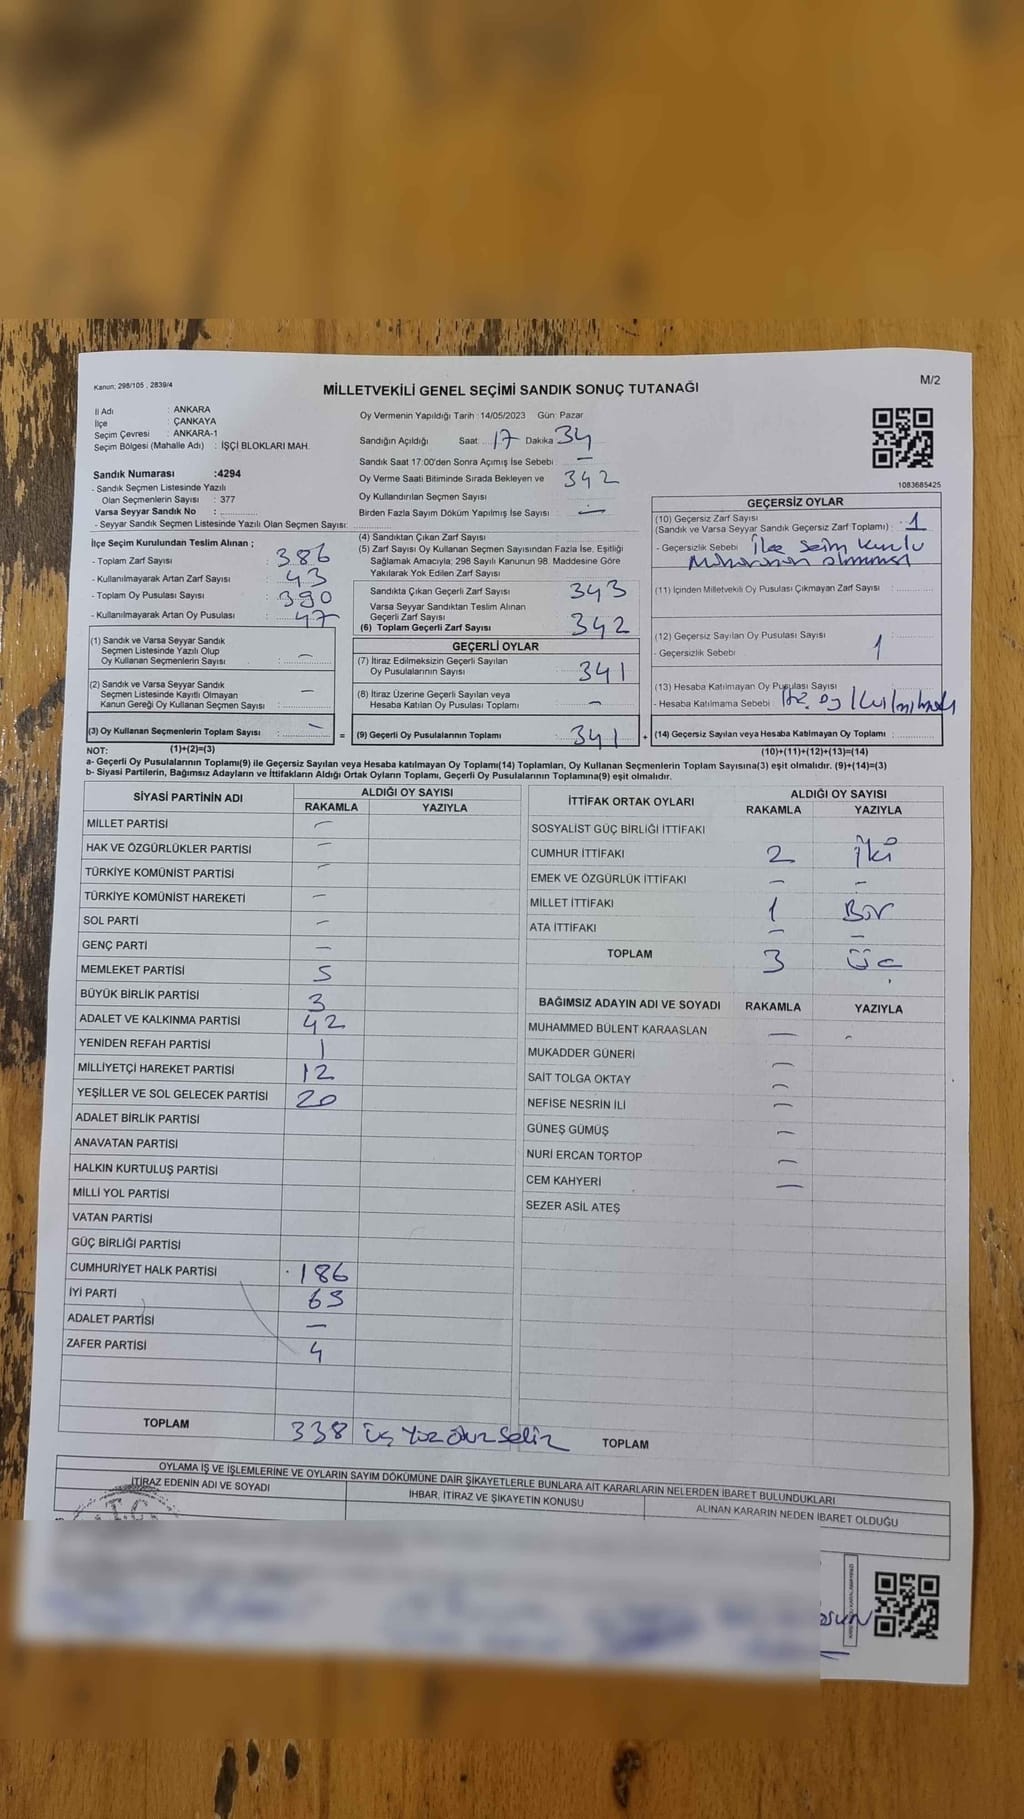 Kanun: 298/105 , 2839/4
MİLLETVEKİLİ GENEL SEÇİMİ SANDIK SONUÇ TUTANAĞI
M/2
İl Adı : ANKARA
İlçe : ÇANKAYA
Seçim Çevresi : ANKARA-1
Seçim Bölgesi (Mahalle Adı) : İŞÇİ BLOKLARI MAH.
Sandık Numarası :4294
- Sandık Seçmen Listesinde Yazılı
Olan Seçmenlerin Sayısı : 377
Varsa Seyyar Sandık No :
- Seyyar Sandık Seçmen Listesinde Yazılı Olan Seçmen Sayısı:
İlçe Seçim Kurulundan Teslim Alınan ;
- Toplam Zarf Sayısı : 386
- Kullanılmayarak Artan Zarf Sayısı : 43
- Toplam Oy Pusulası Sayısı : 390
- Kullanılmayarak Artan Oy Pusulası : 47
(1) Sandık ve Varsa Seyyar Sandık
Seçmen Listesinde Yazılı Olup
Oy Kullanan Seçmenlerin Sayısı : -
(2) Sandık ve Varsa Seyyar Sandık
Seçmen Listesinde Kayıtlı Olmayan
Kanun Gereği Oy Kullanan Seçmen Sayısı : -
(3) Oy Kullanan Seçmenlerin Toplam Sayısı : -
Oy Vermenin Yapıldığı Tarih : 14/05/2023 Gün: Pazar
Sandığın Açıldığı Saat 17 Dakika 34
Sandık Saat 17:00'den Sonra Açımış İse Sebebi : -
Oy Verme Saati Bitiminde Sırada Bekleyen ve 342
Oy Kullandırılan Seçmen Sayısı
Birden Fazla Sayım Döküm Yapılmış İse Sayısı : -
(4) Sandıktan Çıkan Zarf Sayısı
(5) Zarf Sayısı Oy Kullanan Seçmen Sayısından Fazla İse, Eşitliği
Sağlamak Amacıyla; 298 Sayılı Kanunun 98. Maddesine Göre
Yakılarak Yok Edilen Zarf Sayısı
Sandıkta Çıkan Geçerli Zarf Sayısı 343
Varsa Seyyar Sandıktan Teslim Alınan
Geçerli Zarf Sayısı
(6) Toplam Geçerli Zarf Sayısı 342
GEÇERLİ OYLAR
(7) İtiraz Edilmeksizin Geçerli Sayılan
Oy Pusulalarının Sayısı 341
(8) İtiraz Üzerine Geçerli Sayılan veya
Hesaba Katılan Oy Pusulası Toplamı -
= (9) Geçerli Oy Pusulalarının Toplamı 341 +
1083685425
GEÇERSİZ OYLAR
(10) Geçersiz Zarf Sayısı
(Sandık ve Varsa Seyyar Sandık Geçersiz Zarf Toplamı) : 1
- Geçersizlik Sebebi İlçe Seim Kurulu
(11) İçinden Milletvekili Oy Pusulası Çıkmayan Zarf Sayısı :
(12) Geçersiz Sayılan Oy Pusulası Sayısı :
- Geçersizlik Sebebi 1
(13) Hesaba Katılmayan Oy Pusulası Sayısı
- Hesaba Katılmama Sebebi :
(14) Geçersiz Sayılan veya Hesaba Katılmayan Oy Toplamı :
NOT: (1)+(2)=(3) (10)+(11)+(12)+(13)=(14)
a- Geçerli Oy Pusulalarının Toplamı(9) ile Geçersiz Sayılan veya Hesaba katılmayan Oy Toplamı(14) Toplamları, Oy Kullanan Seçmenlerin Toplam Sayısına(3) eşit olmalıdır. (9)+(14)=(3)
b- Siyasi Partilerin, Bağımsız Adayların ve İttifakların Aldığı Ortak Oyların Toplamı, Geçerli Oy Pusulalarının Toplamına(9) eşit olmalıdır.
SİYASİ PARTİNİN ADI ALDIĞI OY SAYISI
RAKAMLA YAZIYLA
MİLLET PARTİSİ -
HAK VE ÖZGÜRLÜKLER PARTİSİ -
TÜRKİYE KOMÜNİST PARTİSİ -
TÜRKİYE KOMÜNİST HAREKETİ -
SOL PARTİ -
GENÇ PARTİ -
MEMLEKET PARTİSİ 5
BÜYÜK BİRLİK PARTİSİ 3
ADALET VE KALKINMA PARTİSİ 42
YENİDEN REFAH PARTİSİ 1
MİLLİYETÇİ HAREKET PARTİSİ 12
YEŞİLLER VE SOL GELECEK PARTİSİ 20
ADALET BİRLİK PARTİSİ
ANAVATAN PARTİSİ
HALKIN KURTULUŞ PARTİSİ
MİLLİ YOL PARTİSİ
VATAN PARTİSİ
GÜÇ BİRLİĞİ PARTİSİ
CUMHURİYET HALK PARTİSİ 186
İYİ PARTİ 65
ADALET PARTİSİ -
ZAFER PARTİSİ 4
TOPLAM 338 üç Yüz Otuz Sekiz
İTTİFAK ORTAK OYLARI ALDIĞI OY SAYISI
RAKAMLA YAZIYLA
SOSYALİST GÜÇ BİRLİĞİ İTTİFAKI
CUMHUR İTTİFAKI 2 İki
EMEK VE ÖZGÜRLÜK İTTİFAKI - -
MİLLET İTTİFAKI 1 Bir
ATA İTTİFAKI - -
TOPLAM 3 Üç
BAĞIMSIZ ADAYIN ADI VE SOYADI RAKAMLA YAZIYLA
MUHAMMED BÜLENT KARAASLAN - -
MUKADDER GÜNERİ -
SAİT TOLGA OKTAY -
NEFİSE NESRİN İLİ -
GÜNEŞ GÜMÜŞ -
NURİ ERCAN TORTOP -
CEM KAHYERİ -
SEZER ASİL ATEŞ
TOPLAM
OYLAMA İŞ VE İŞLEMLERİNE VE OYLARIN SAYIM DÖKÜMÜNE DAİR ŞİKAYETLERLE BUNLARA AİT KARARLARIN NELERDEN İBARET BULUNDUKLARI
İTİRAZ EDENİN ADI VE SOYADI
İHBAR, İTİRAZ VE ŞİKAYETİN KONUSU
ALINAN KARARIN NEDEN İBARET OLDUĞU
T.C.